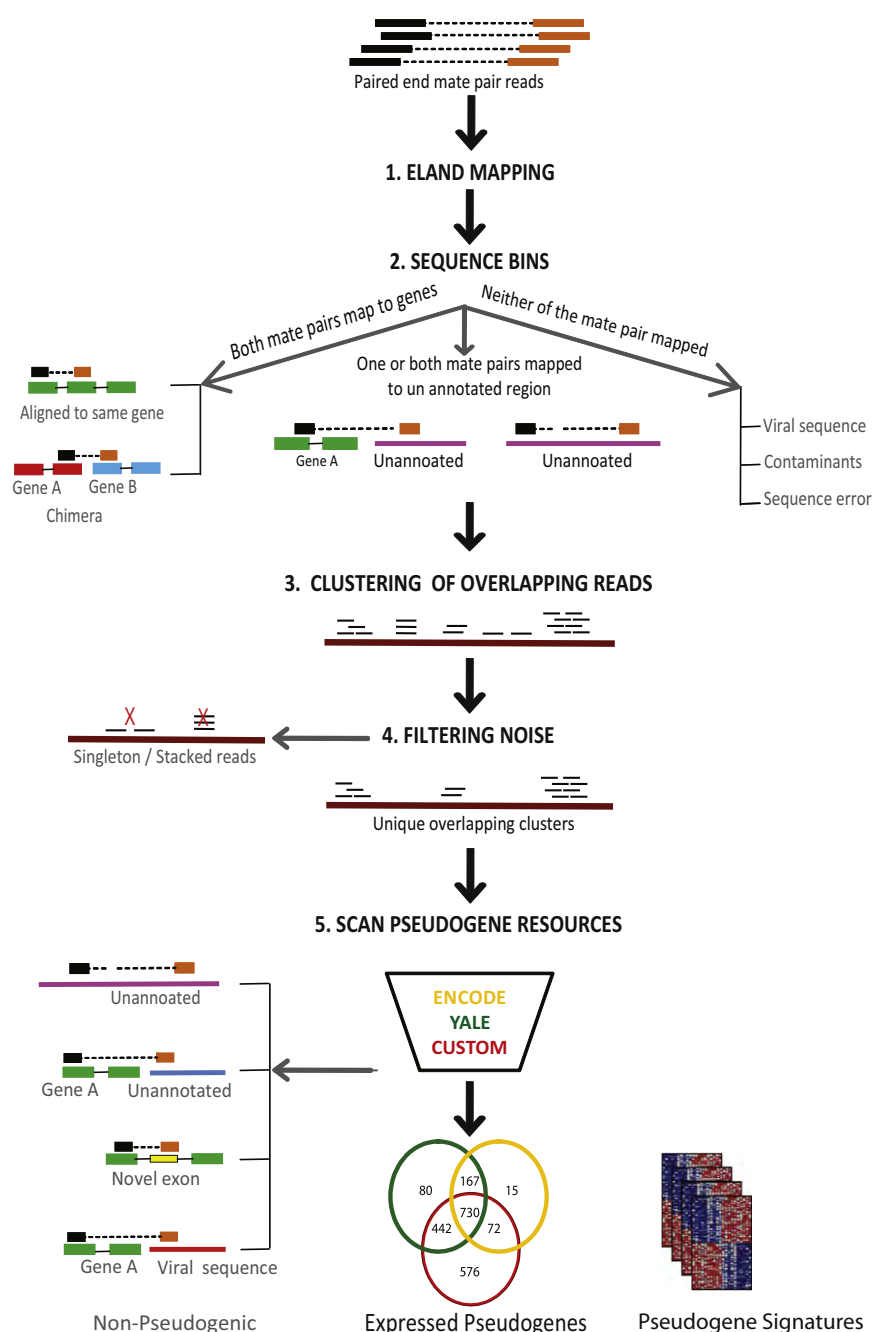 Paired end mate pair reads
1. ELAND MAPPING
2. SEQUENCE BINS
Both mate pairs map to genes
Neither of the mate pair mapped
One or both mate pairs mapped
to un annotated region
Aligned to same gene
Gene A
Gene B
Chimera
Gene A
Unannoated
Unannoated
Viral sequence
Contaminants
Sequence error
3. CLUSTERING OF OVERLAPPING READS
4. FILTERING NOISE
X
X
Singleton / Stacked reads
Unique overlapping clusters
5. SCAN PSEUDOGENE RESOURCES
Unannoated
Gene A
Unannotated
Novel exon
Gene A
Viral sequence
Non-Pseudogenic
ENCODE
YALE
CUSTOM
80
167
15
730
442
72
576
Expressed Pseudogenes
Pseudogene Signatures